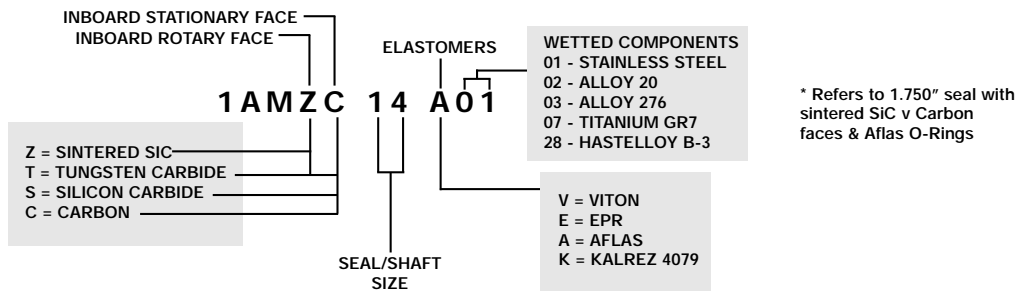 INBOARD STATIONARY FACE
INBOARD ROTARY FACE
ELASTOMERS
1AMZC 14 A01
WETTED COMPONENTS
01 - STAINLESS STEEL
02 - ALLOY 20
03 - ALLOY 276
07 - TITANIUM GR7
28 - HASTELLOY B-3
* Refers to 1.750" seal with
sintered SiC v Carbon
faces & Aflas O-Rings
Z = SINTERED SIC
T = TUNGSTEN CARBIDE
S = SILICON CARBIDE
C = CARBON
SEAL/SHAFT
SIZE
V = VITON
E = EPR
A = AFLAS
K = KALREZ 4079